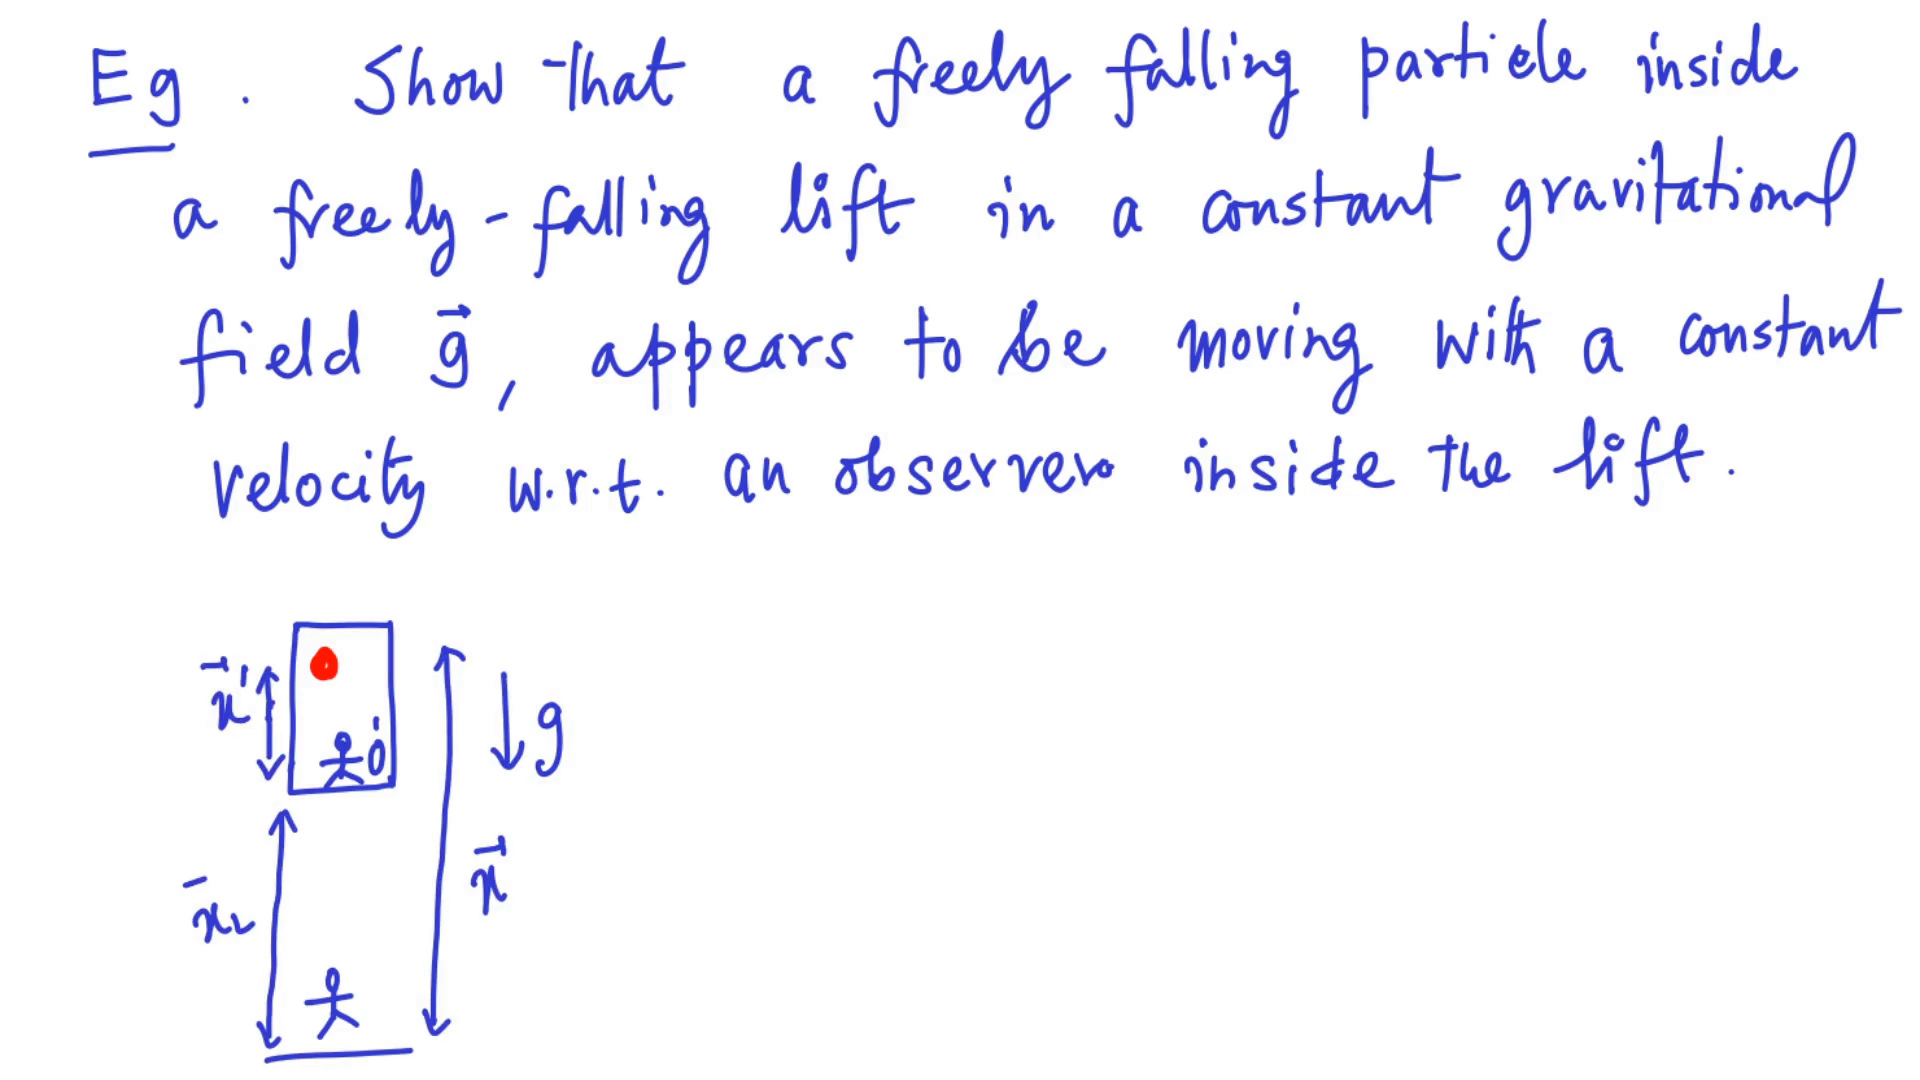 Eg. Show that a freely falling particle inside
a freely-falling lift in a constant gravitational
field g⃗, appears to be moving with a constant
velocity w.r.t. an observer inside the lift.
x⃗'
O'
g
x⃗
x̄_L